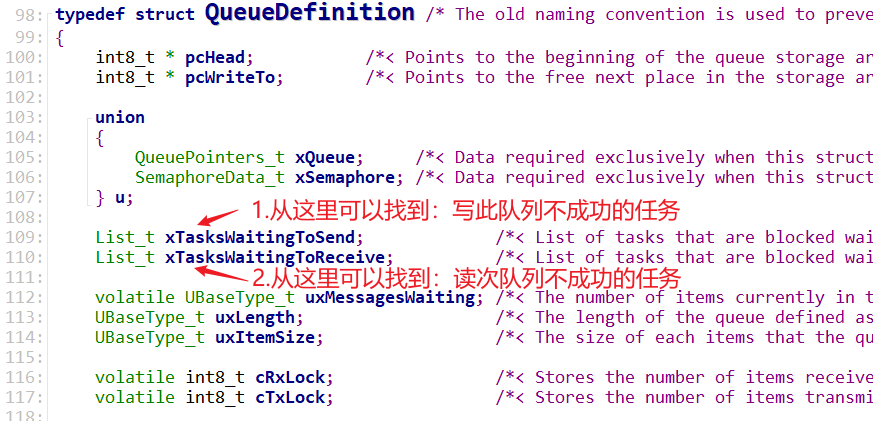 98: typedef struct QueueDefinition /* The old naming convention is used to preve
99: {
100: int8_t * pcHead; /*< Points to the beginning of the queue storage ar
101: int8_t * pcWriteTo; /*< Points to the free next place in the storage ar
102:
103: union
104: {
105: QueuePointers_t xQueue; /*< Data required exclusively when this struct
106: SemaphoreData_t xSemaphore; /*< Data required exclusively when this struct
107: } u;
108: 1.从这里可以找到：写此队列不成功的任务
109: List_t xTasksWaitingToSend; /*< List of tasks that are blocked wai
110: List_t xTasksWaitingToReceive; /*< List of tasks that are blocked wai
111: 2.从这里可以找到：读次队列不成功的任务
112: volatile UBaseType_t uxMessagesWaiting; /*< The number of items currently in t
113: UBaseType_t uxLength; /*< The length of the queue defined as
114: UBaseType_t uxItemSize; /*< The size of each items that the qu
115:
116: volatile int8_t cRxLock; /*< Stores the number of items receive
117: volatile int8_t cTxLock; /*< Stores the number of items transmi
118: